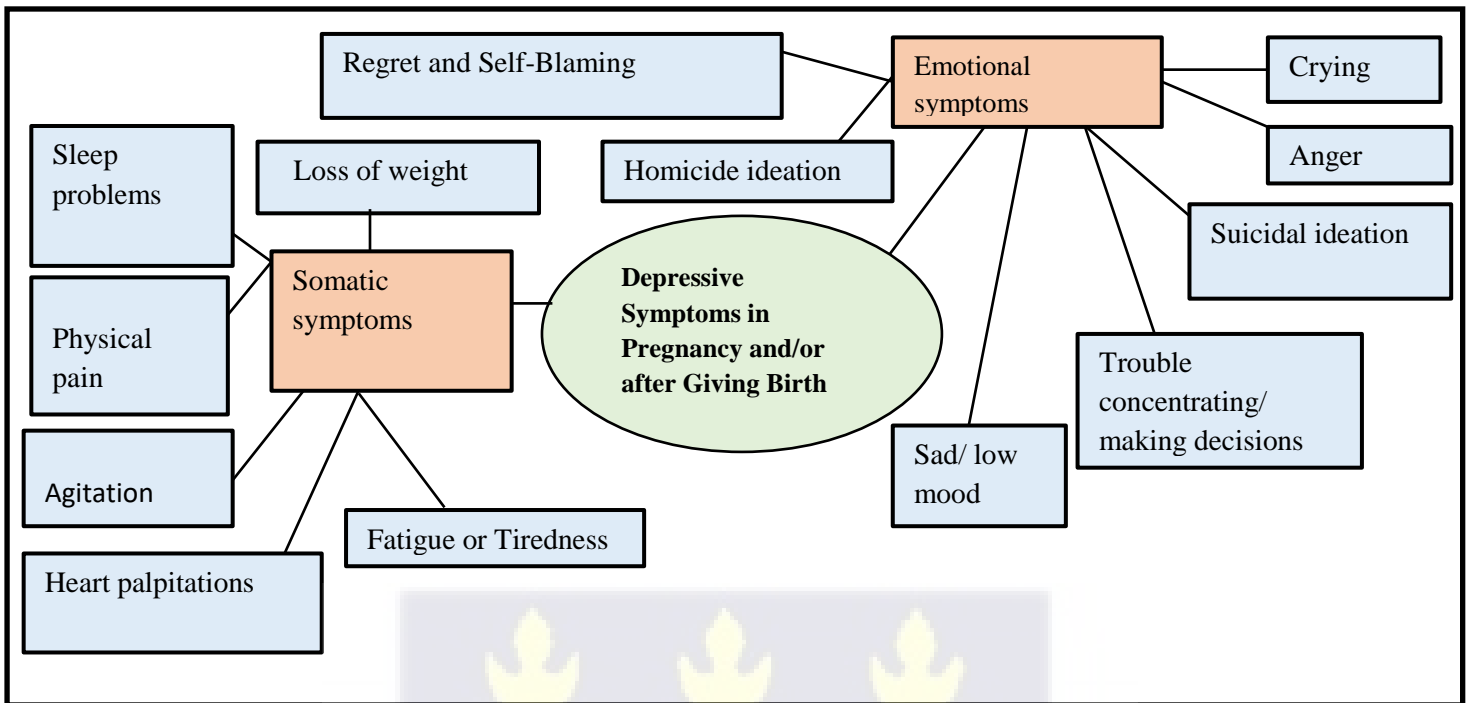 Regret and Self-Blaming
Emotional
symptoms
Crying
Sleep
problems
Loss of weight
Homicide ideation
Anger
Suicidal ideation
Somatic
symptoms
Depressive
Symptoms in
Pregnancy and/or
after Giving Birth
Physical
pain
Trouble
concentrating/
making decisions
Sad/ low
mood
Agitation
Fatigue or Tiredness
Heart palpitations